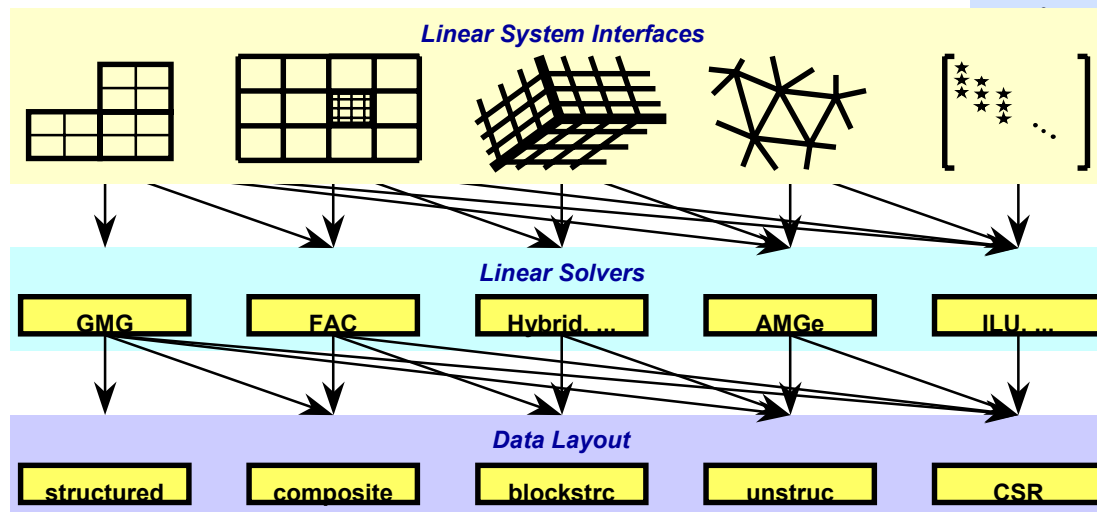 Linear System Interfaces
Linear Solvers
GMG
FAC
Hybrid, ...
AMGe
ILU, ...
Data Layout
structured
composite
blockstrc
unstruc
CSR